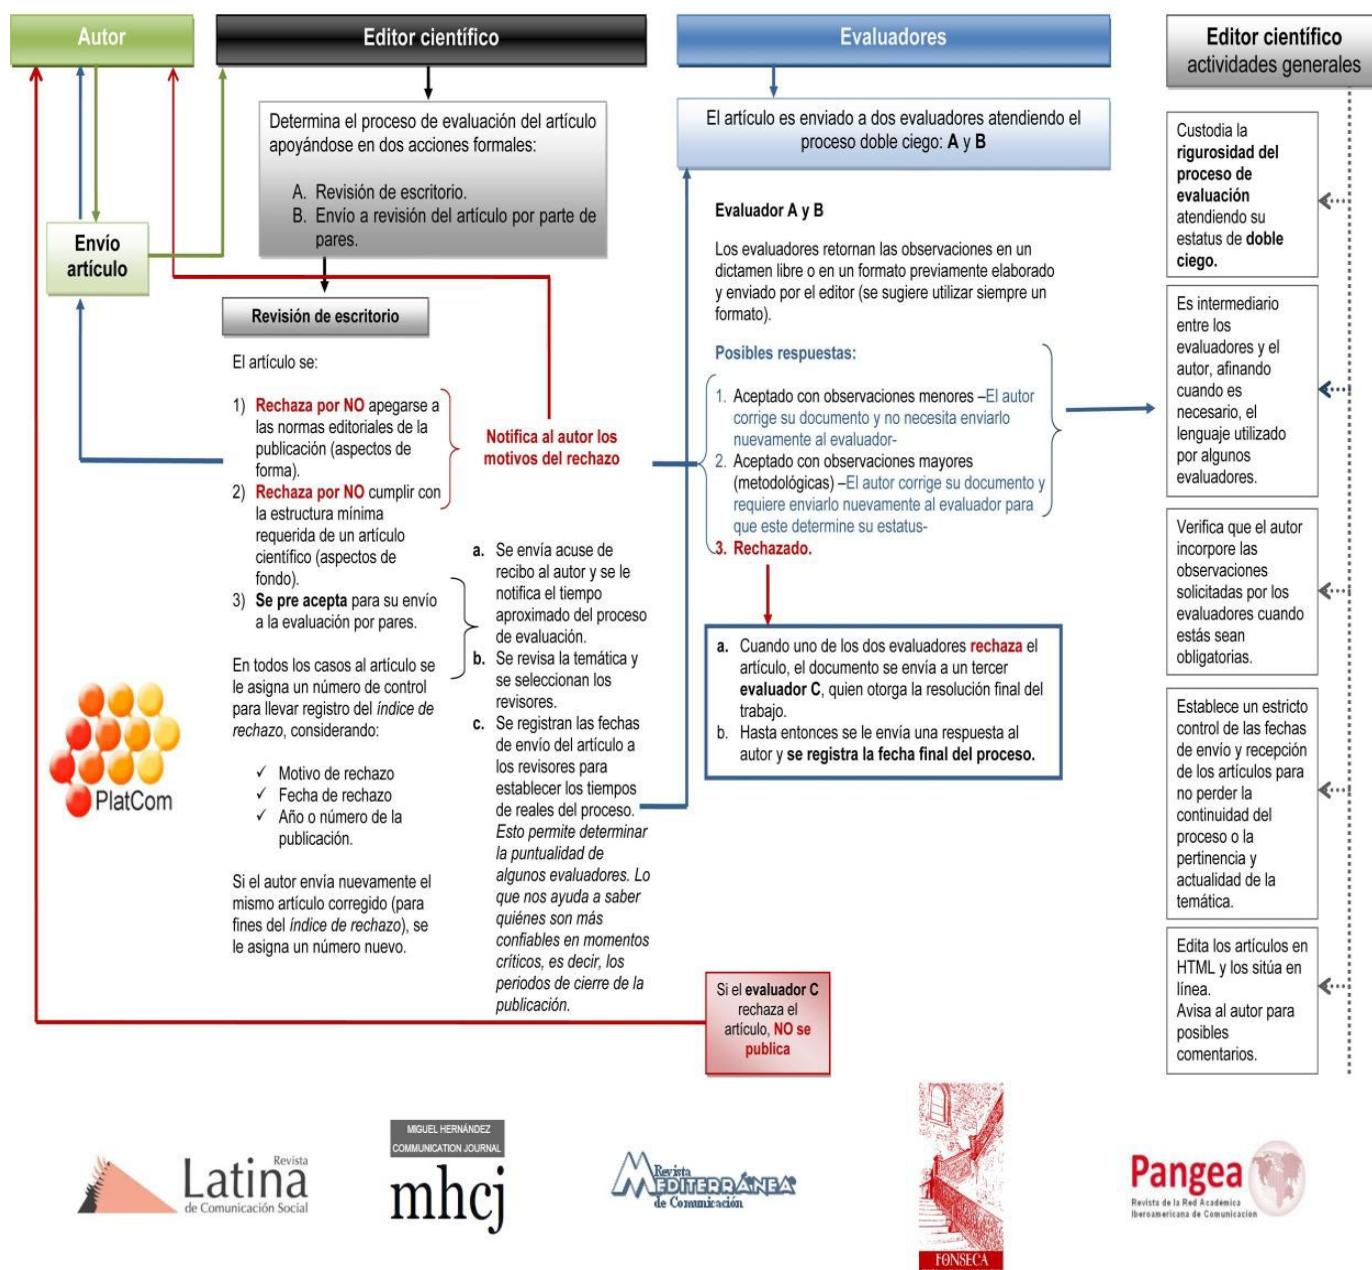 Autor
Editor científico
Evaluadores
Editor científico
actividades generales
Envío
artículo
Determina el proceso de evaluación del artículo
apoyándose en dos acciones formales:
A. Revisión de escritorio.
B. Envío a revisión del artículo por parte de
pares.
Revisión de escritorio
El artículo se:
1) Rechaza por NO apegarse a
las normas editoriales de la
publicación (aspectos de
forma).
2) Rechaza por NO cumplir con
la estructura mínima
requerida de un artículo
científico (aspectos de
fondo).
3) Se pre acepta para su envío
a la evaluación por pares.
En todos los casos al artículo se
le asigna un número de control
para llevar registro del índice de
rechazo, considerando:
✓ Motivo de rechazo
✓ Fecha de rechazo
✓ Año o número de la
publicación.
Si el autor envía nuevamente el
mismo artículo corregido (para
fines del índice de rechazo), se
le asigna un número nuevo.
Notifica al autor los
motivos del rechazo
a. Se envía acuse de
recibo al autor y se le
notifica el tiempo
aproximado del proceso
de evaluación.
b. Se revisa la temática y
se seleccionan los
revisores.
c. Se registran las fechas
de envío del artículo a
los revisores para
establecer los tiempos
de reales del proceso.
Esto permite determinar
la puntualidad de
algunos evaluadores. Lo
que nos ayuda a saber
quiénes son más
confiables en momentos
críticos, es decir, los
periodos de cierre de la
publicación.
El artículo es enviado a dos evaluadores atendiendo el
proceso doble ciego: A y B
Evaluador A y B
Los evaluadores retornan las observaciones en un
dictamen libre o en un formato previamente elaborado
y enviado por el editor (se sugiere utilizar siempre un
formato).
Posibles respuestas:
1. Aceptado con observaciones menores –El autor
corrige su documento y no necesita enviarlo
nuevamente al evaluador-
2. Aceptado con observaciones mayores
(metodológicas) –El autor corrige su documento y
requiere enviarlo nuevamente al evaluador para
que este determine su estatus-
3. Rechazado.
a. Cuando uno de los dos evaluadores rechaza el
artículo, el documento se envía a un tercer
evaluador C, quien otorga la resolución final del
trabajo.
b. Hasta entonces se le envía una respuesta al
autor y se registra la fecha final del proceso.
Si el evaluador C
rechaza el
artículo, NO se
publica
Custodia la
rigurosidad del
proceso de
evaluación
atendiendo su
estatus de doble
ciego.
Es intermediario
entre los
evaluadores y el
autor, afinando
cuando es
necesario, el
lenguaje utilizado
por algunos
evaluadores.
Verifica que el autor
incorpore las
observaciones
solicitadas por los
evaluadores cuando
estás sean
obligatorias.
Establece un estricto
control de las fechas
de envío y recepción
de los artículos para
no perder la
continuidad del
proceso o la
pertinencia y
actualidad de la
temática.
Edita los artículos en
HTML y los sitúa en
línea.
Avisa al autor para
posibles
comentarios.
PlatCom
Revista
Latina
de Comunicación Social
MIGUEL HERNÁNDEZ
COMMUNICATION JOURNAL
mhcj
Revista
MEDITERRÁNEA
de Comunicación
FONSECA
Pangea
Revista de la Red Académica
Iberoamericana de Comunicación